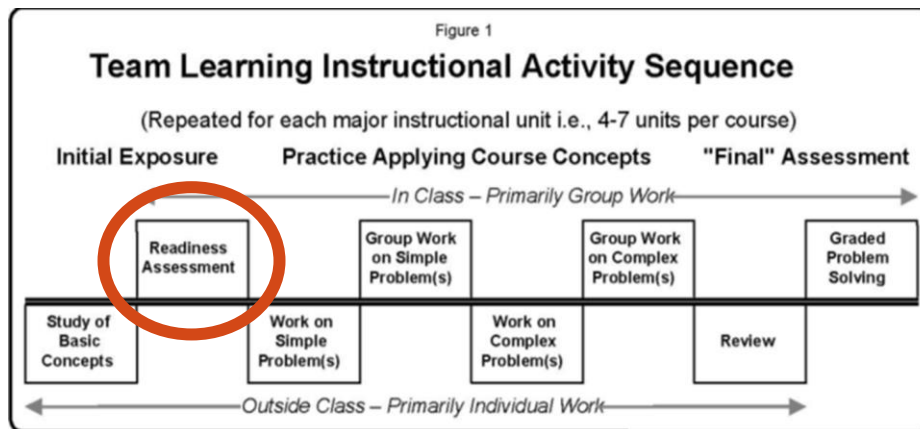 Figure 1
Team Learning Instructional Activity Sequence
(Repeated for each major instructional unit i.e., 4-7 units per course)
Initial Exposure
Practice Applying Course Concepts
"Final" Assessment
In Class – Primarily Group Work
Readiness
Assessment
Group Work
on Simple
Problem(s)
Group Work
on Complex
Problem(s)
Graded
Problem
Solving
Study of
Basic
Concepts
Work on
Simple
Problem(s)
Work on
Complex
Problem(s)
Review
Outside Class – Primarily Individual Work